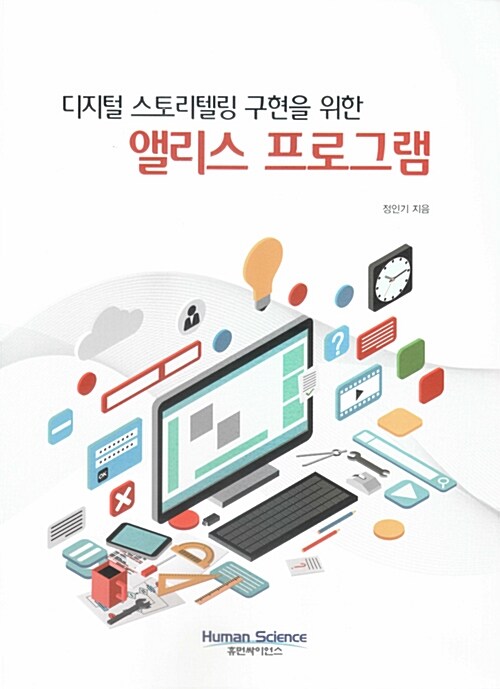 디지털 스토리텔링 구현을 위한
앨리스 프로그램
정인기 지음
?
OK
?
Human Science
휴먼싸이언스